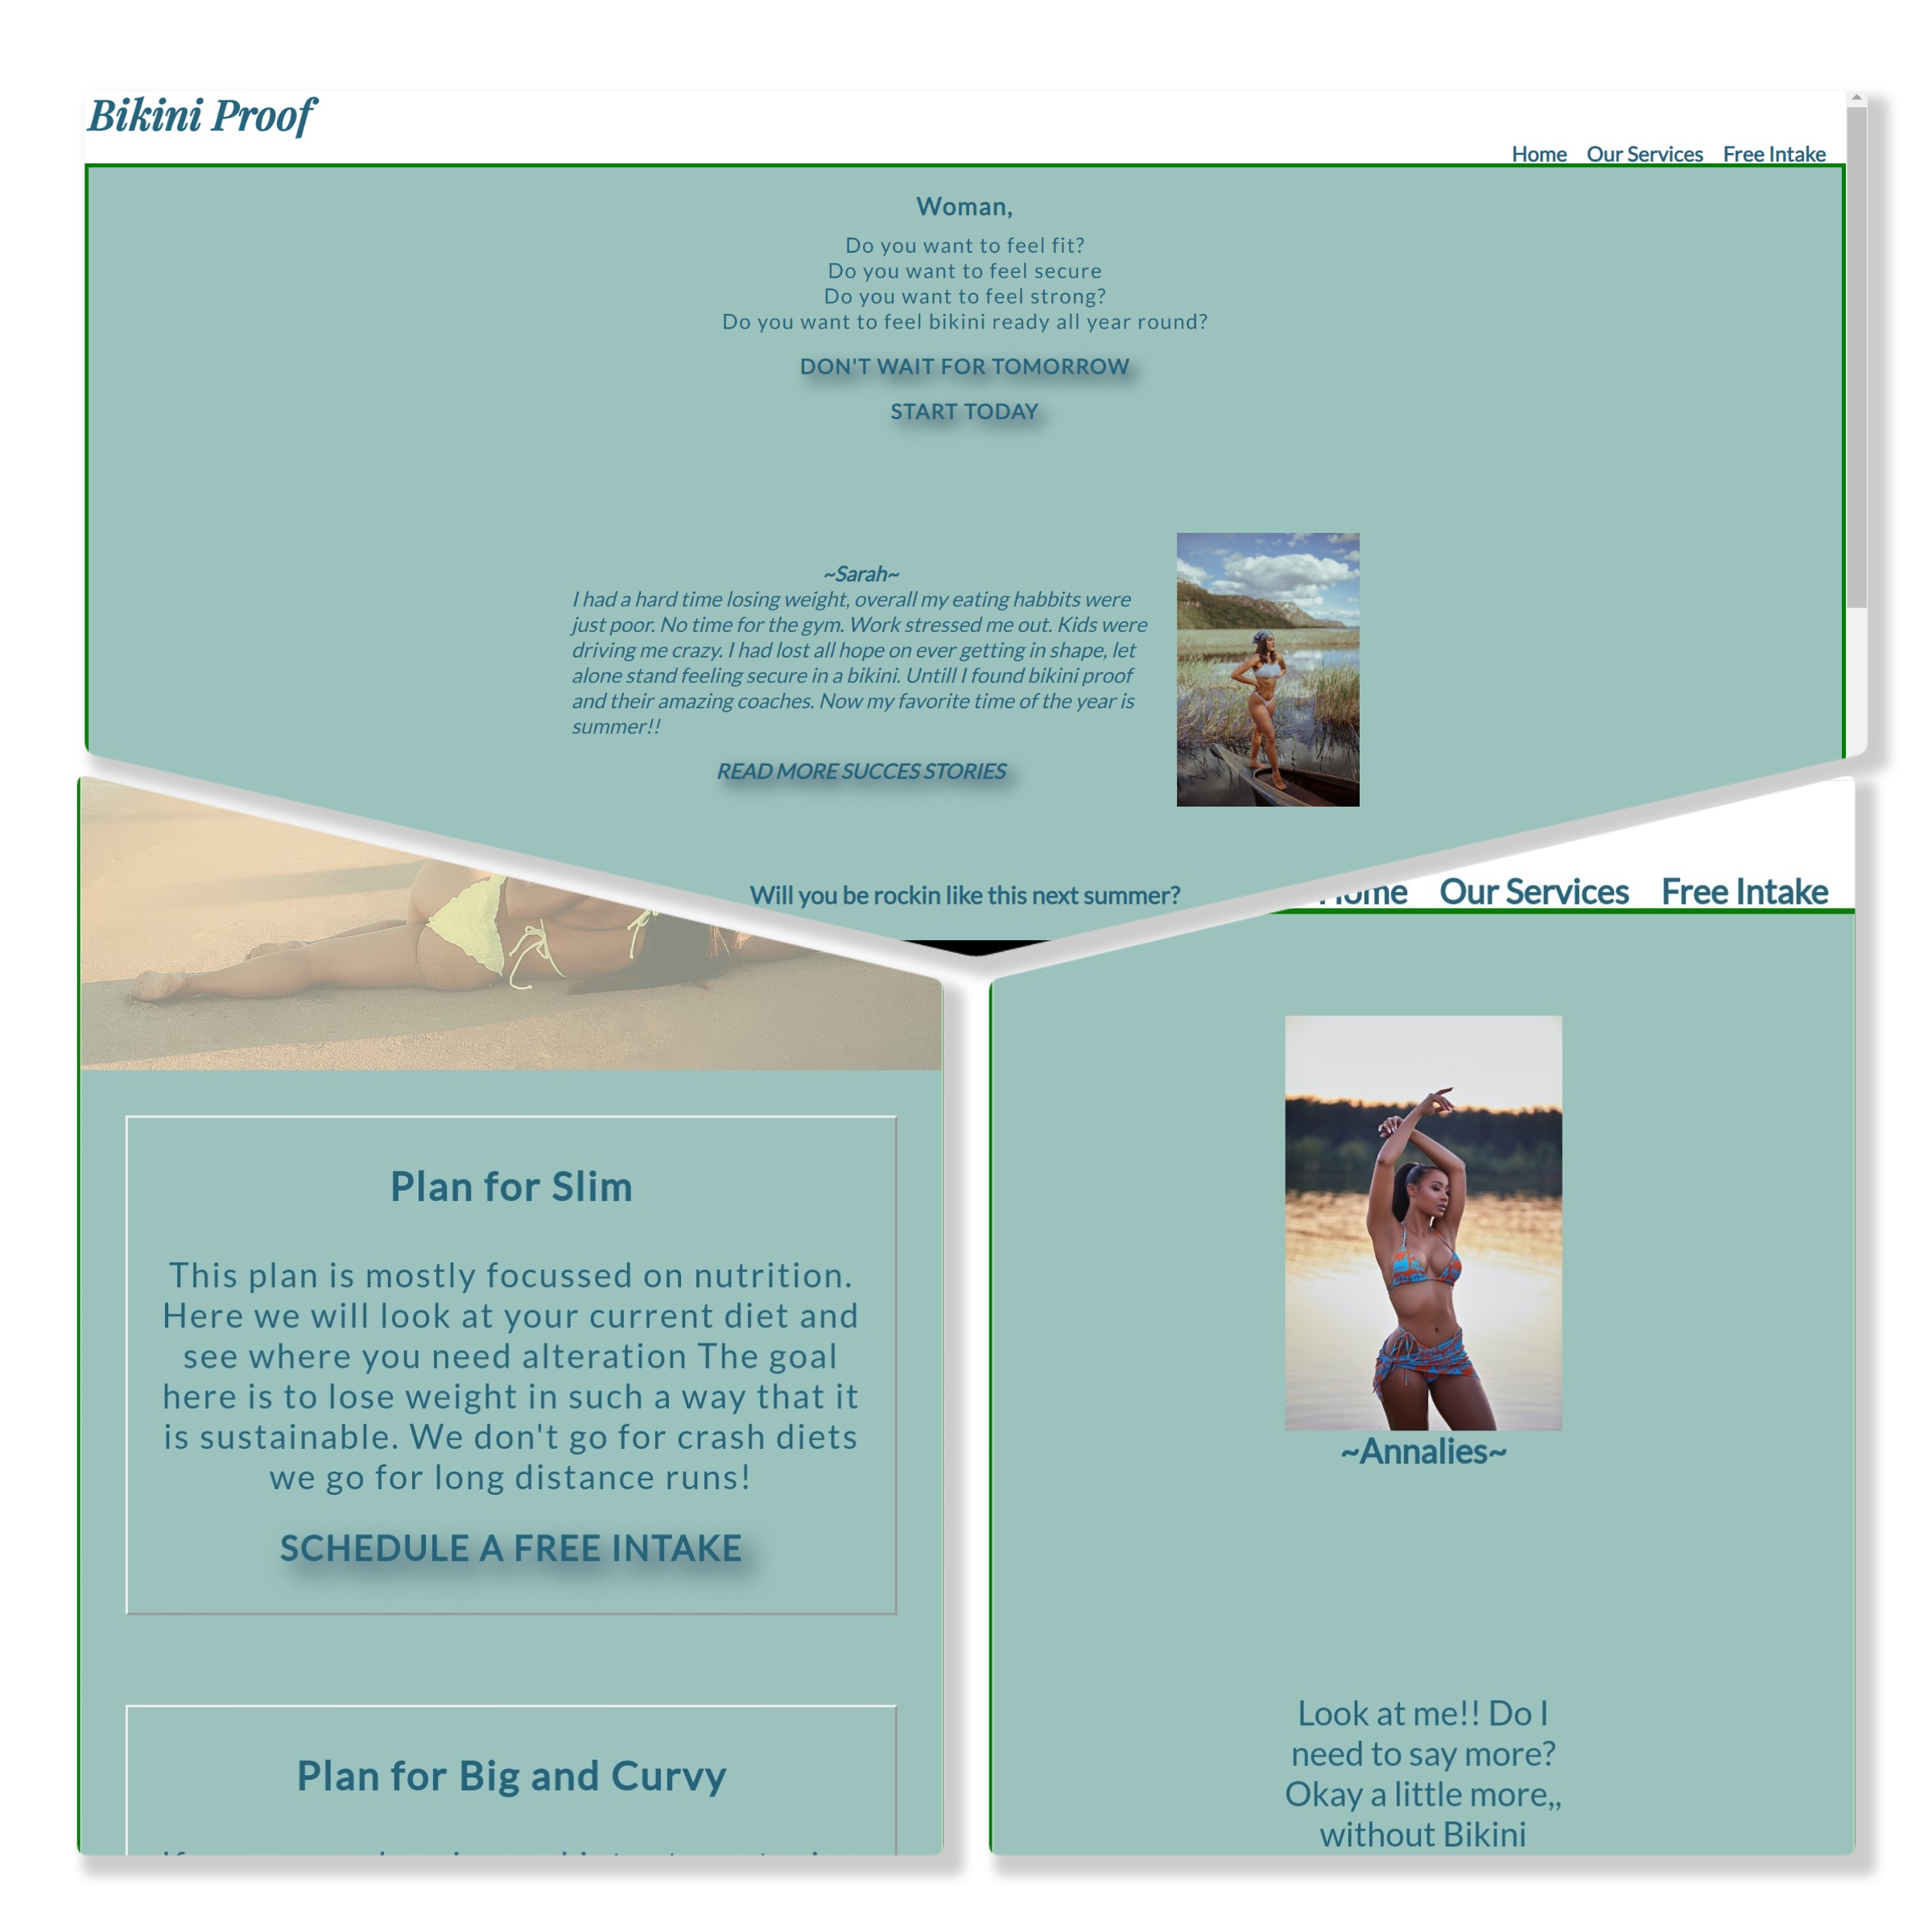 Bikini Proof
Home Our Services Free Intake
Woman,
Do you want to feel fit?
Do you want to feel secure
Do you want to feel strong?
Do you want to feel bikini ready all year round?
DON'T WAIT FOR TOMORROW
START TODAY
~Sarah~
I had a hard time losing weight, overall my eating habbits were
just poor. No time for the gym. Work stressed me out. Kids were
driving me crazy. I had lost all hope on ever getting in shape, let
alone stand feeling secure in a bikini. Untill I found bikini proof
and their amazing coaches. Now my favorite time of the year is
summer!!
READ MORE SUCCES STORIES
Will you be rockin like this next summer?
Plan for Slim
This plan is mostly focussed on nutrition.
Here we will look at your current diet and
see where you need alteration The goal
here is to lose weight in such a way that it
is sustainable. We don't go for crash diets
we go for long distance runs!
SCHEDULE A FREE INTAKE
Plan for Big and Curvy
Home Our Services Free Intake
~Annalies~
Look at me!! Do I
need to say more?
Okay a little more,,
without Bikini